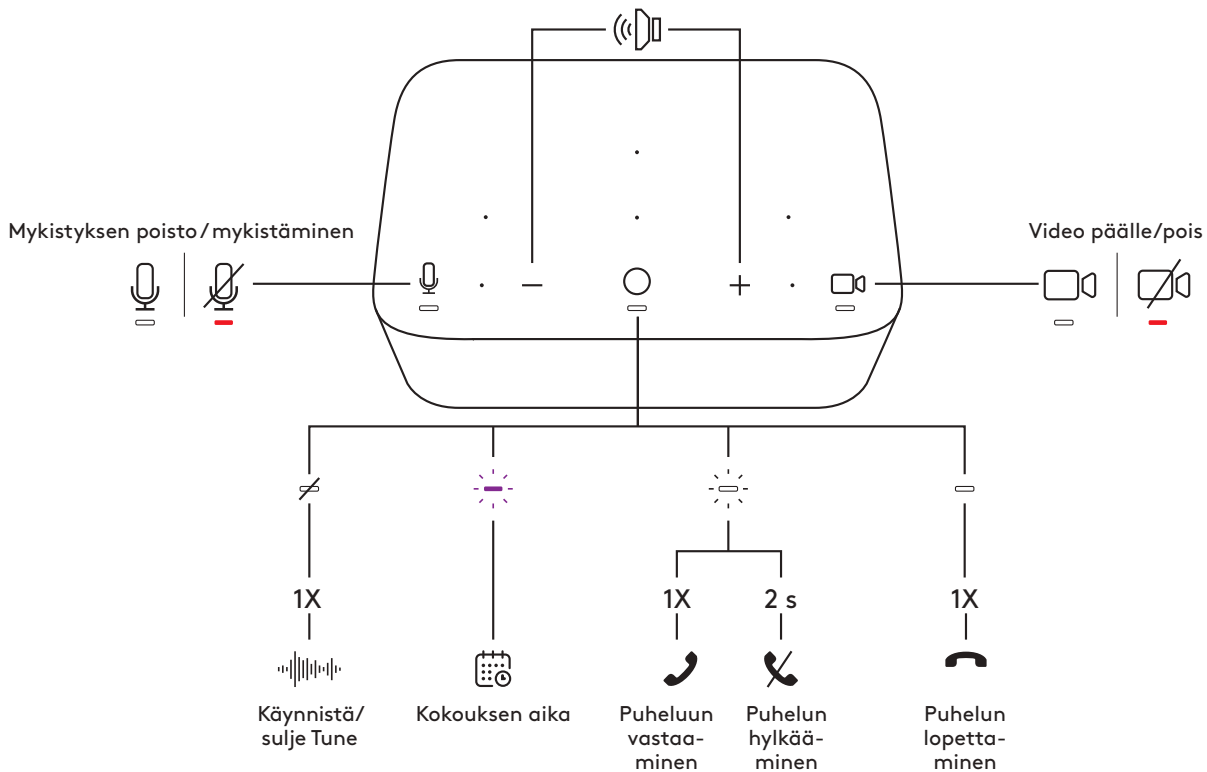 Mykistyksen poisto / mykistäminen
Video päälle/pois
1X
1X
2 s
1X
Käynnistä/
sulje Tune
Kokouksen aika
Puheluun
vastaa-
minen
Puhelun
hylkää-
minen
Puhelun
lopetta-
minen